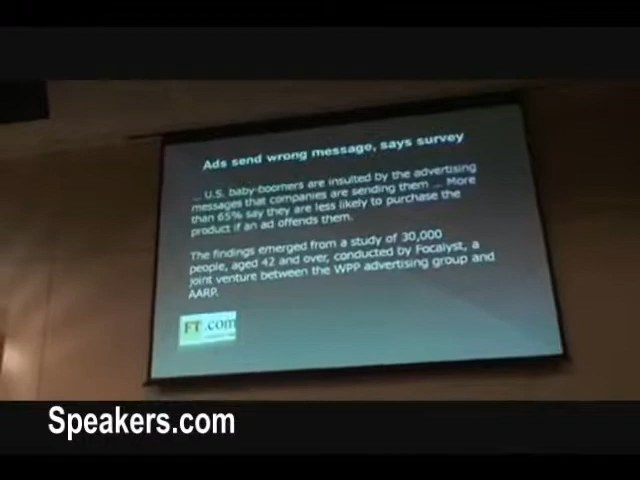 Ads send wrong message, says survey
... U.S. baby-boomers are insulted by the advertising
messages that companies are sending them ... More
than 65% say they are less likely to purchase the
product if an ad offends them.
The findings emerged from a study of 30,000
people, aged 42 and over, conducted by Focalyst, a
joint venture between the WPP advertising group and
AARP.
FT.com
Speakers.com